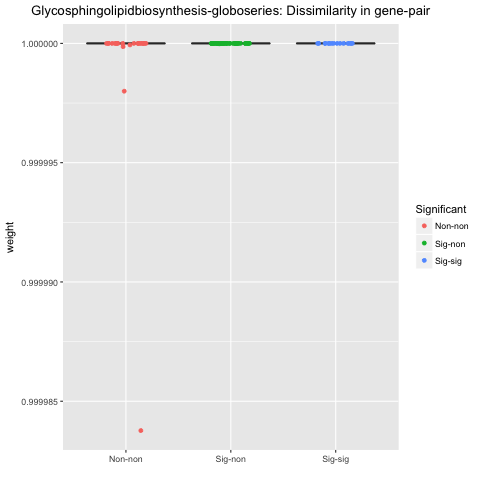 Glycosphingolipidbiosynthesis-globoseries: Dissimilarity in gene-pair
1.000000
0.999995
0.999990
0.999985
weight
Non-non
Sig-non
Sig-sig
Significant
Non-non
Sig-non
Sig-sig